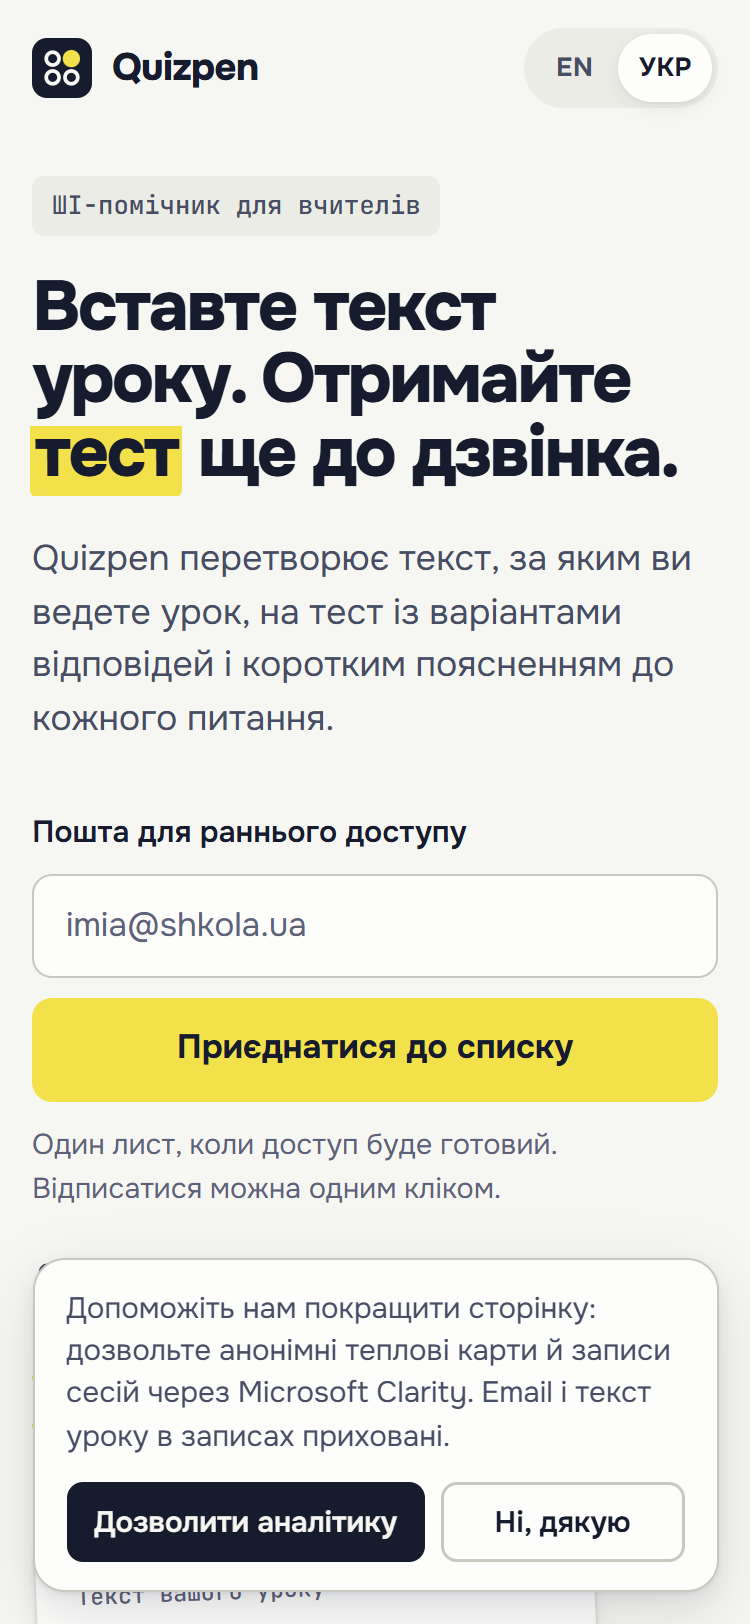 Quizpen
EN УКР
ШІ-помічник для вчителів
Вставте текст
уроку. Отримайте
тест ще до дзвінка.
Quizpen перетворює текст, за яким ви
ведете урок, на тест із варіантами
відповідей і коротким поясненням до
кожного питання.
Пошта для раннього доступу
imia@shkola.ua
Приєднатися до списку
Один лист, коли доступ буде готовий.
Відписатися можна одним кліком.
Допоможіть нам покращити сторінку:
дозвольте анонімні теплові карти й записи
сесій через Microsoft Clarity. Email і текст
уроку в записах приховані.
Дозволити аналітику
Ні, дякую
Текст вашого уроку